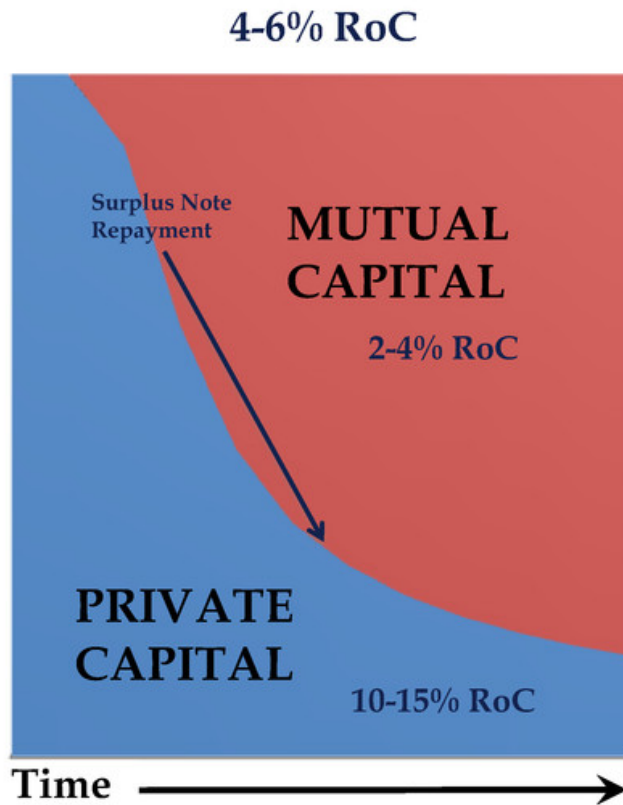 4-6% RoC
Surplus Note
Repayment
MUTUAL
CAPITAL
2-4% RoC
PRIVATE
CAPITAL
10-15% RoC
Time